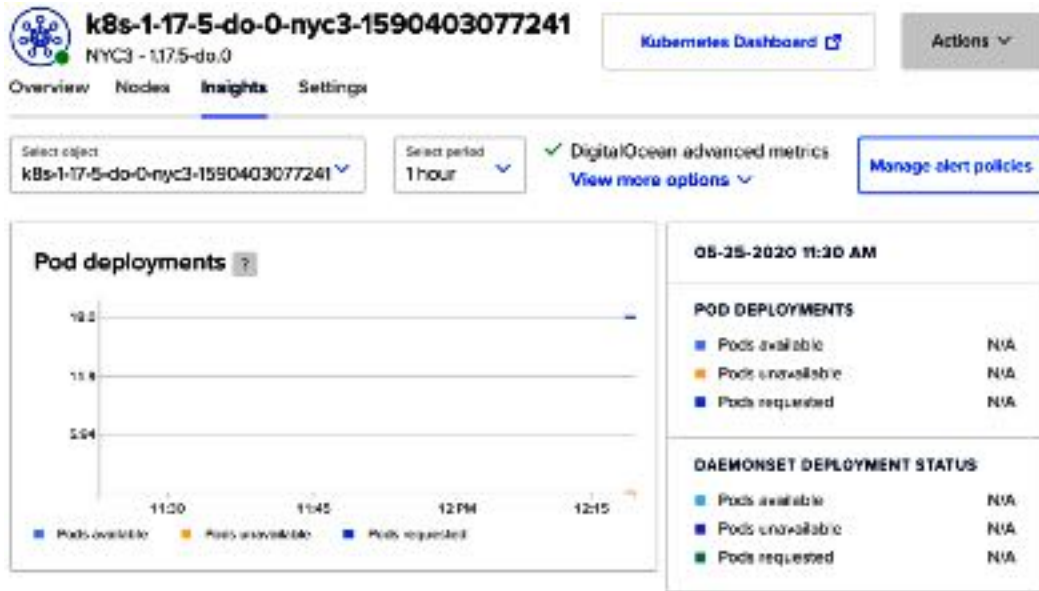 k8s-1-17-5-do-0-nyc3-1590403077241
NYC3 - 1.17.5-do.0
Kubernetes Dashboard
Actions
Overview Nodes Insights Settings
Select object
k8s-1-17-5-do-0-nyc3-1590403077241
Select period
1 hour
DigitalOcean advanced metrics
View more options
Manage alert policies
Pod deployments ?
11:30 11:45 12 PM 12:15
Pods available Pods unavailable Pods requested
05-25-2020 11:30 AM
POD DEPLOYMENTS
Pods available N/A
Pods unavailable N/A
Pods requested N/A
DAEMONSET DEPLOYMENT STATUS
Pods available N/A
Pods unavailable N/A
Pods requested N/A